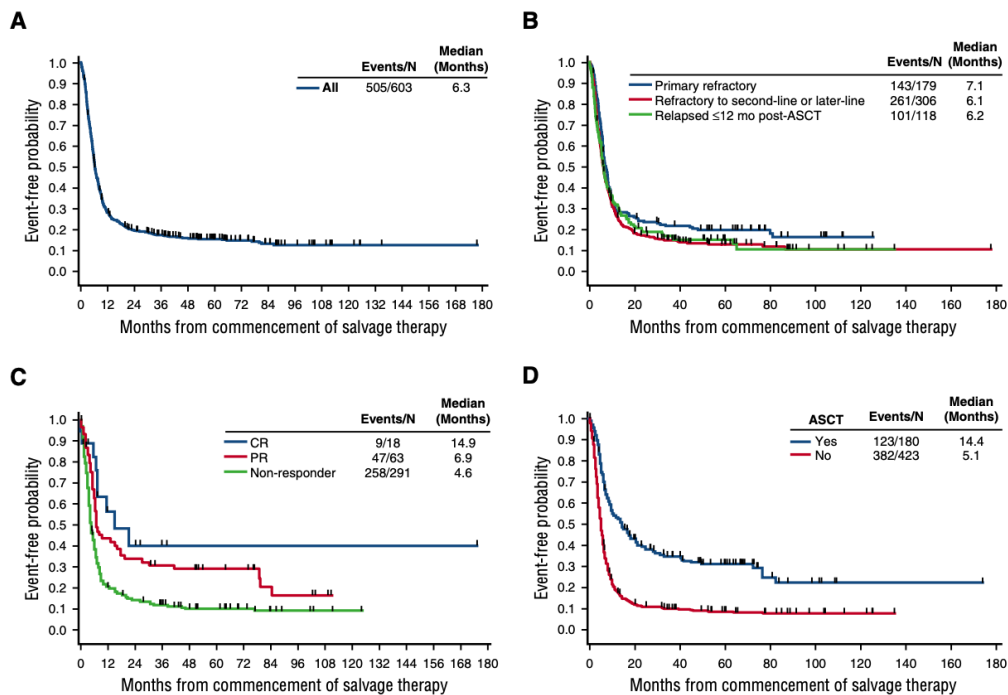 A
Events/N Median (Months)
All 505/603 6.3
Event-free probability
1.0
0.9
0.8
0.7
0.6
0.5
0.4
0.3
0.2
0.1
0.0
0 12 24 36 48 60 72 84 96 108 120 132 144 156 168 180
Months from commencement of salvage therapy
B
Events/N Median (Months)
Primary refractory 143/179 7.1
Refractory to second-line or later-line 261/306 6.1
Relapsed ≤12 mo post-ASCT 101/118 6.2
Event-free probability
1.0
0.9
0.8
0.7
0.6
0.5
0.4
0.3
0.2
0.1
0.0
0 20 40 60 80 100 120 140 160 180
Months from commencement of salvage therapy
C
Events/N Median (Months)
CR 9/18 14.9
PR 47/63 6.9
Non-responder 258/291 4.6
Event-free probability
1.0
0.9
0.8
0.7
0.6
0.5
0.4
0.3
0.2
0.1
0.0
0 12 24 36 48 60 72 84 96 108 120 132 144 156 168 180
Months from commencement of salvage therapy
D
ASCT Events/N Median (Months)
Yes 123/180 14.4
No 382/423 5.1
Event-free probability
1.0
0.9
0.8
0.7
0.6
0.5
0.4
0.3
0.2
0.1
0.0
0 20 40 60 80 100 120 140 160 180
Months from commencement of salvage therapy